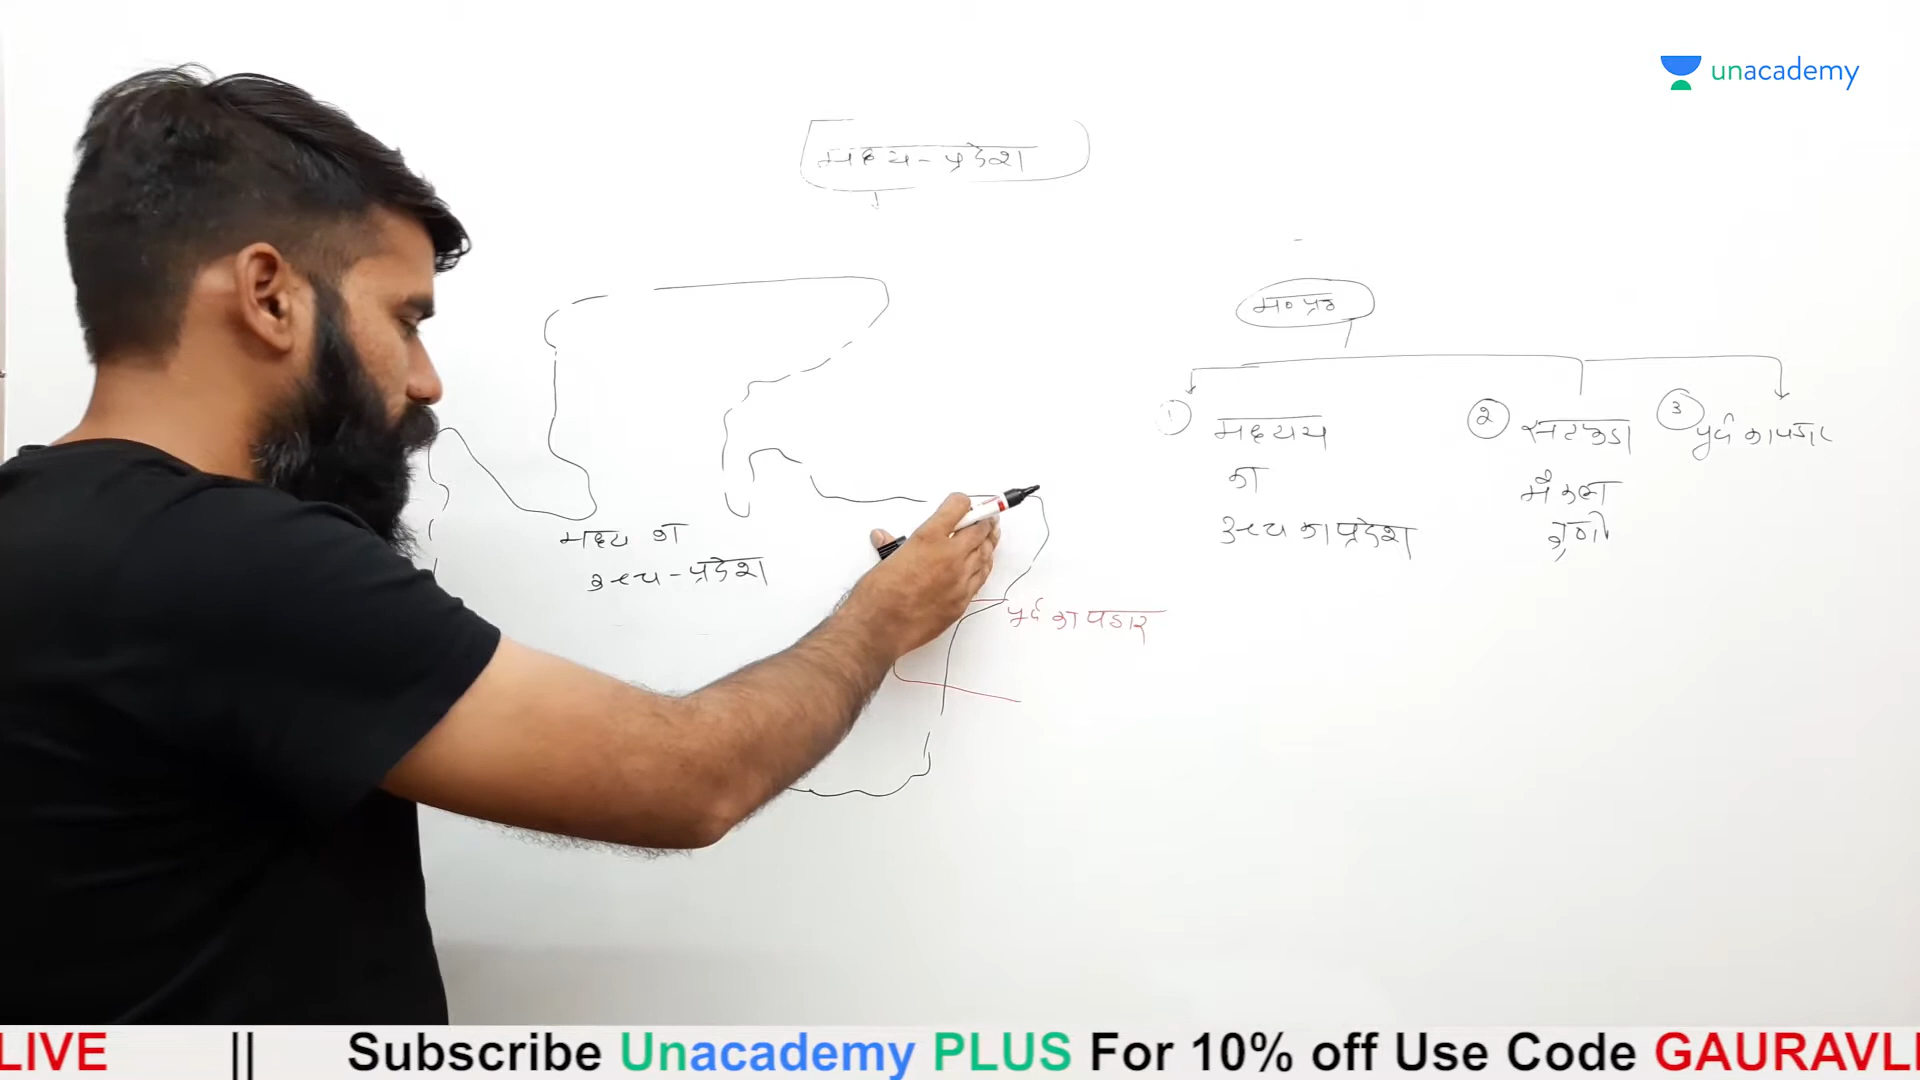 unacademy
मध्य-प्रदेश
म०प्र०
1
मध्य
का
उच्च का प्रदेश
2
सतपुड़ा
मैकल
श्रेणी
3
पूर्व का पठार
मध्य का
उच्च-प्रदेश
पूर्व का पठार
LIVE || Subscribe Unacademy PLUS For 10% off Use Code GAURAVLI